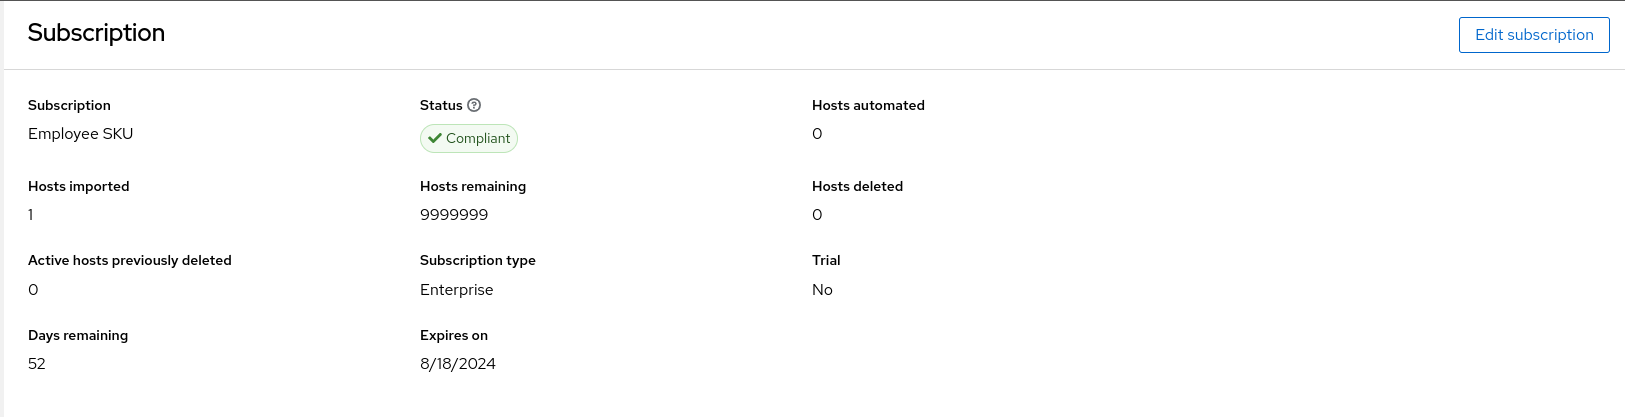 Subscription
Edit subscription
Subscription
Status
Hosts automated
Employee SKU
Compliant
0
Hosts imported
Hosts remaining
Hosts deleted
1
9999999
0
Active hosts previously deleted
Subscription type
Trial
0
Enterprise
No
Days remaining
Expires on
52
8/18/2024